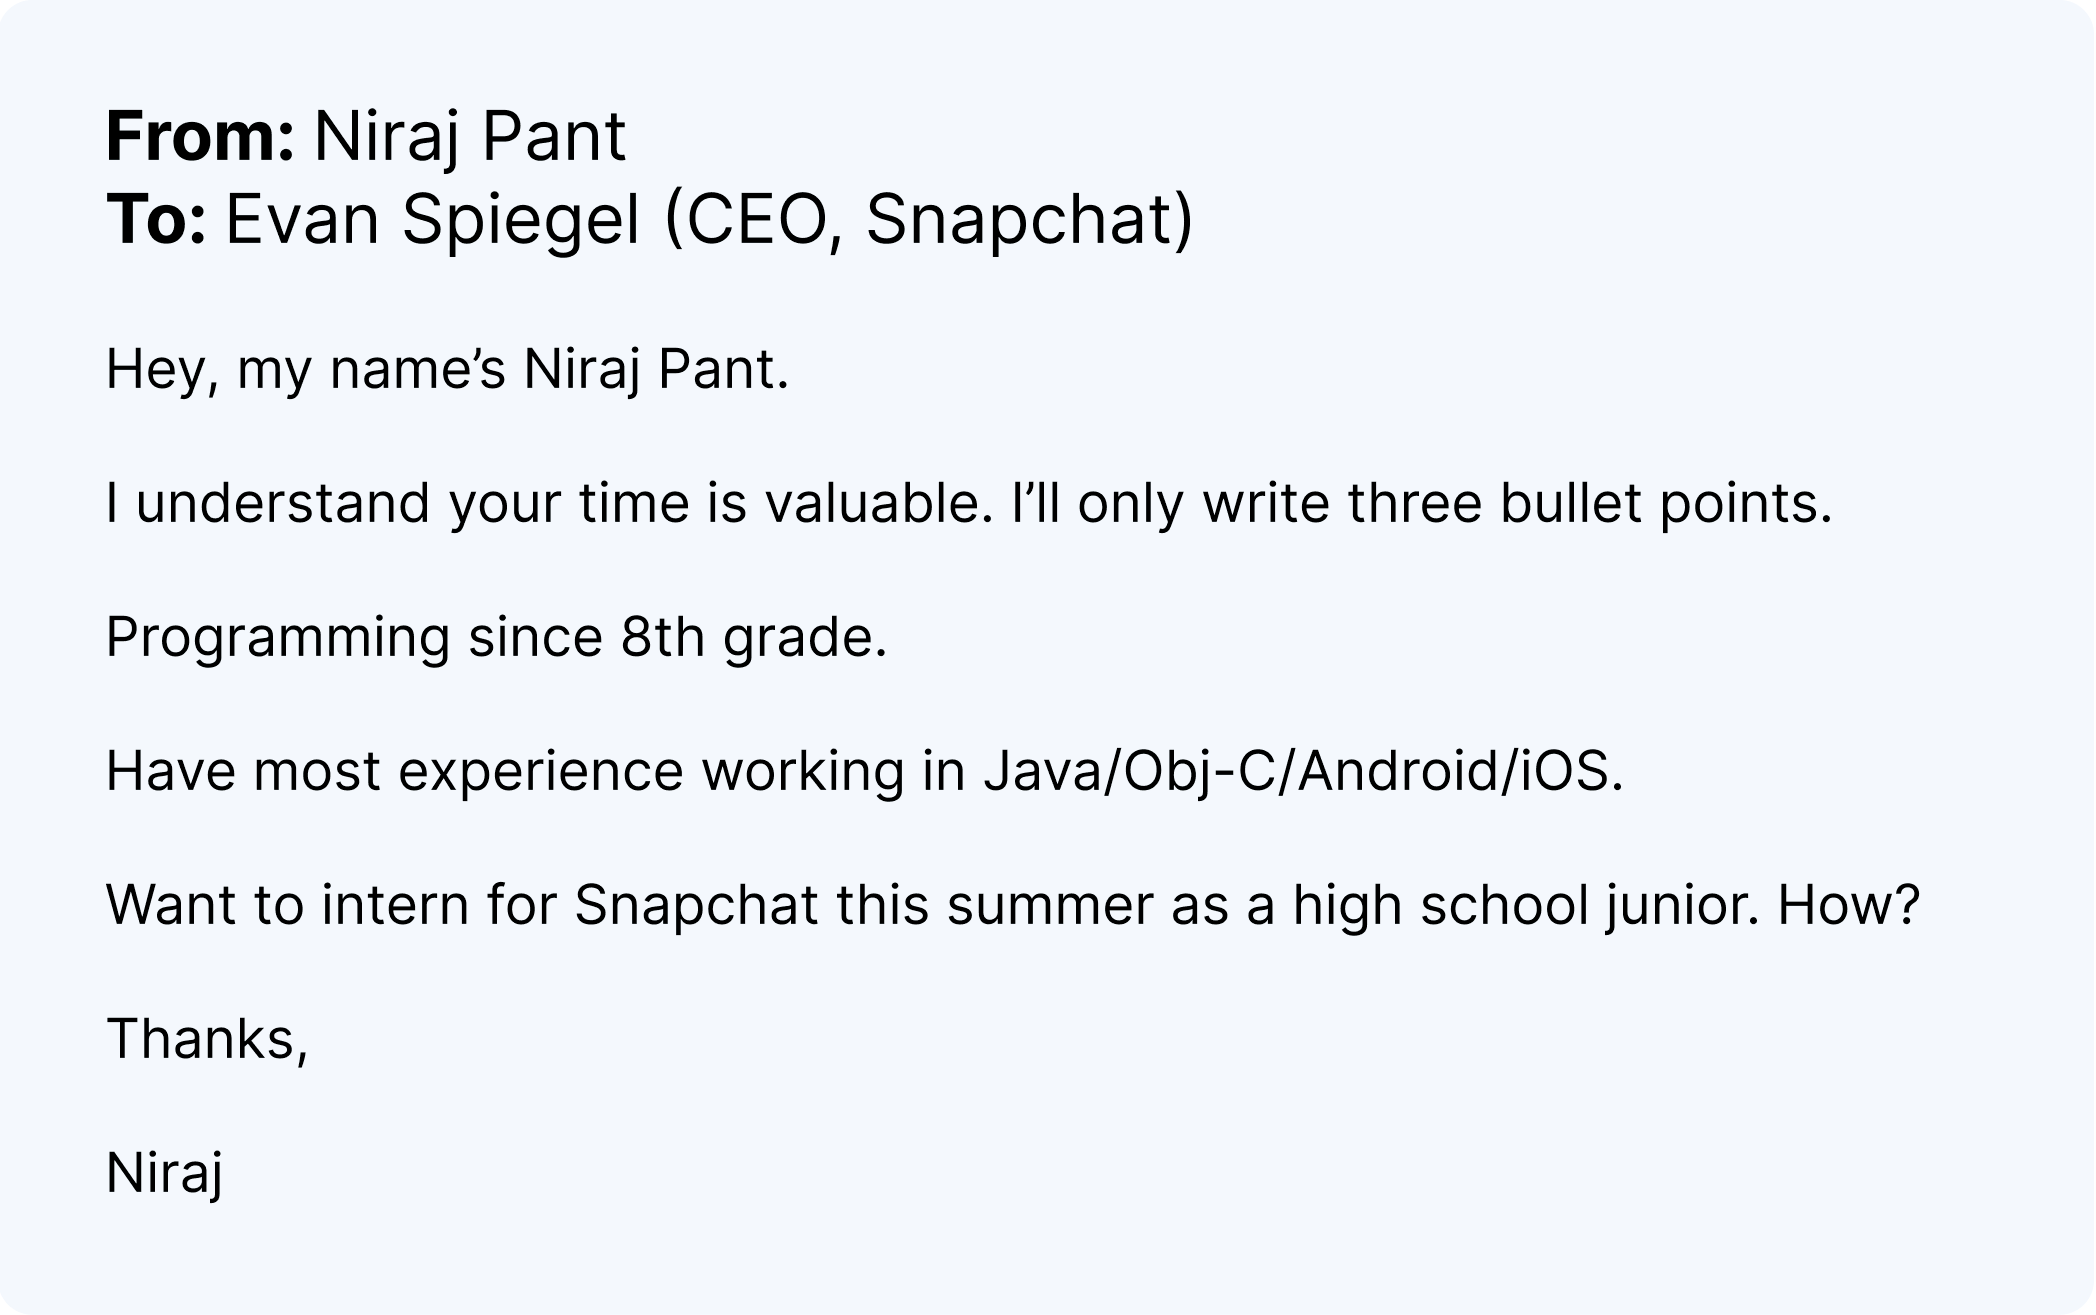 From: Niraj Pant
To: Evan Spiegel (CEO, Snapchat)
Hey, my name’s Niraj Pant.
I understand your time is valuable. I’ll only write three bullet points.
Programming since 8th grade.
Have most experience working in Java/Obj-C/Android/iOS.
Want to intern for Snapchat this summer as a high school junior. How?
Thanks,
Niraj